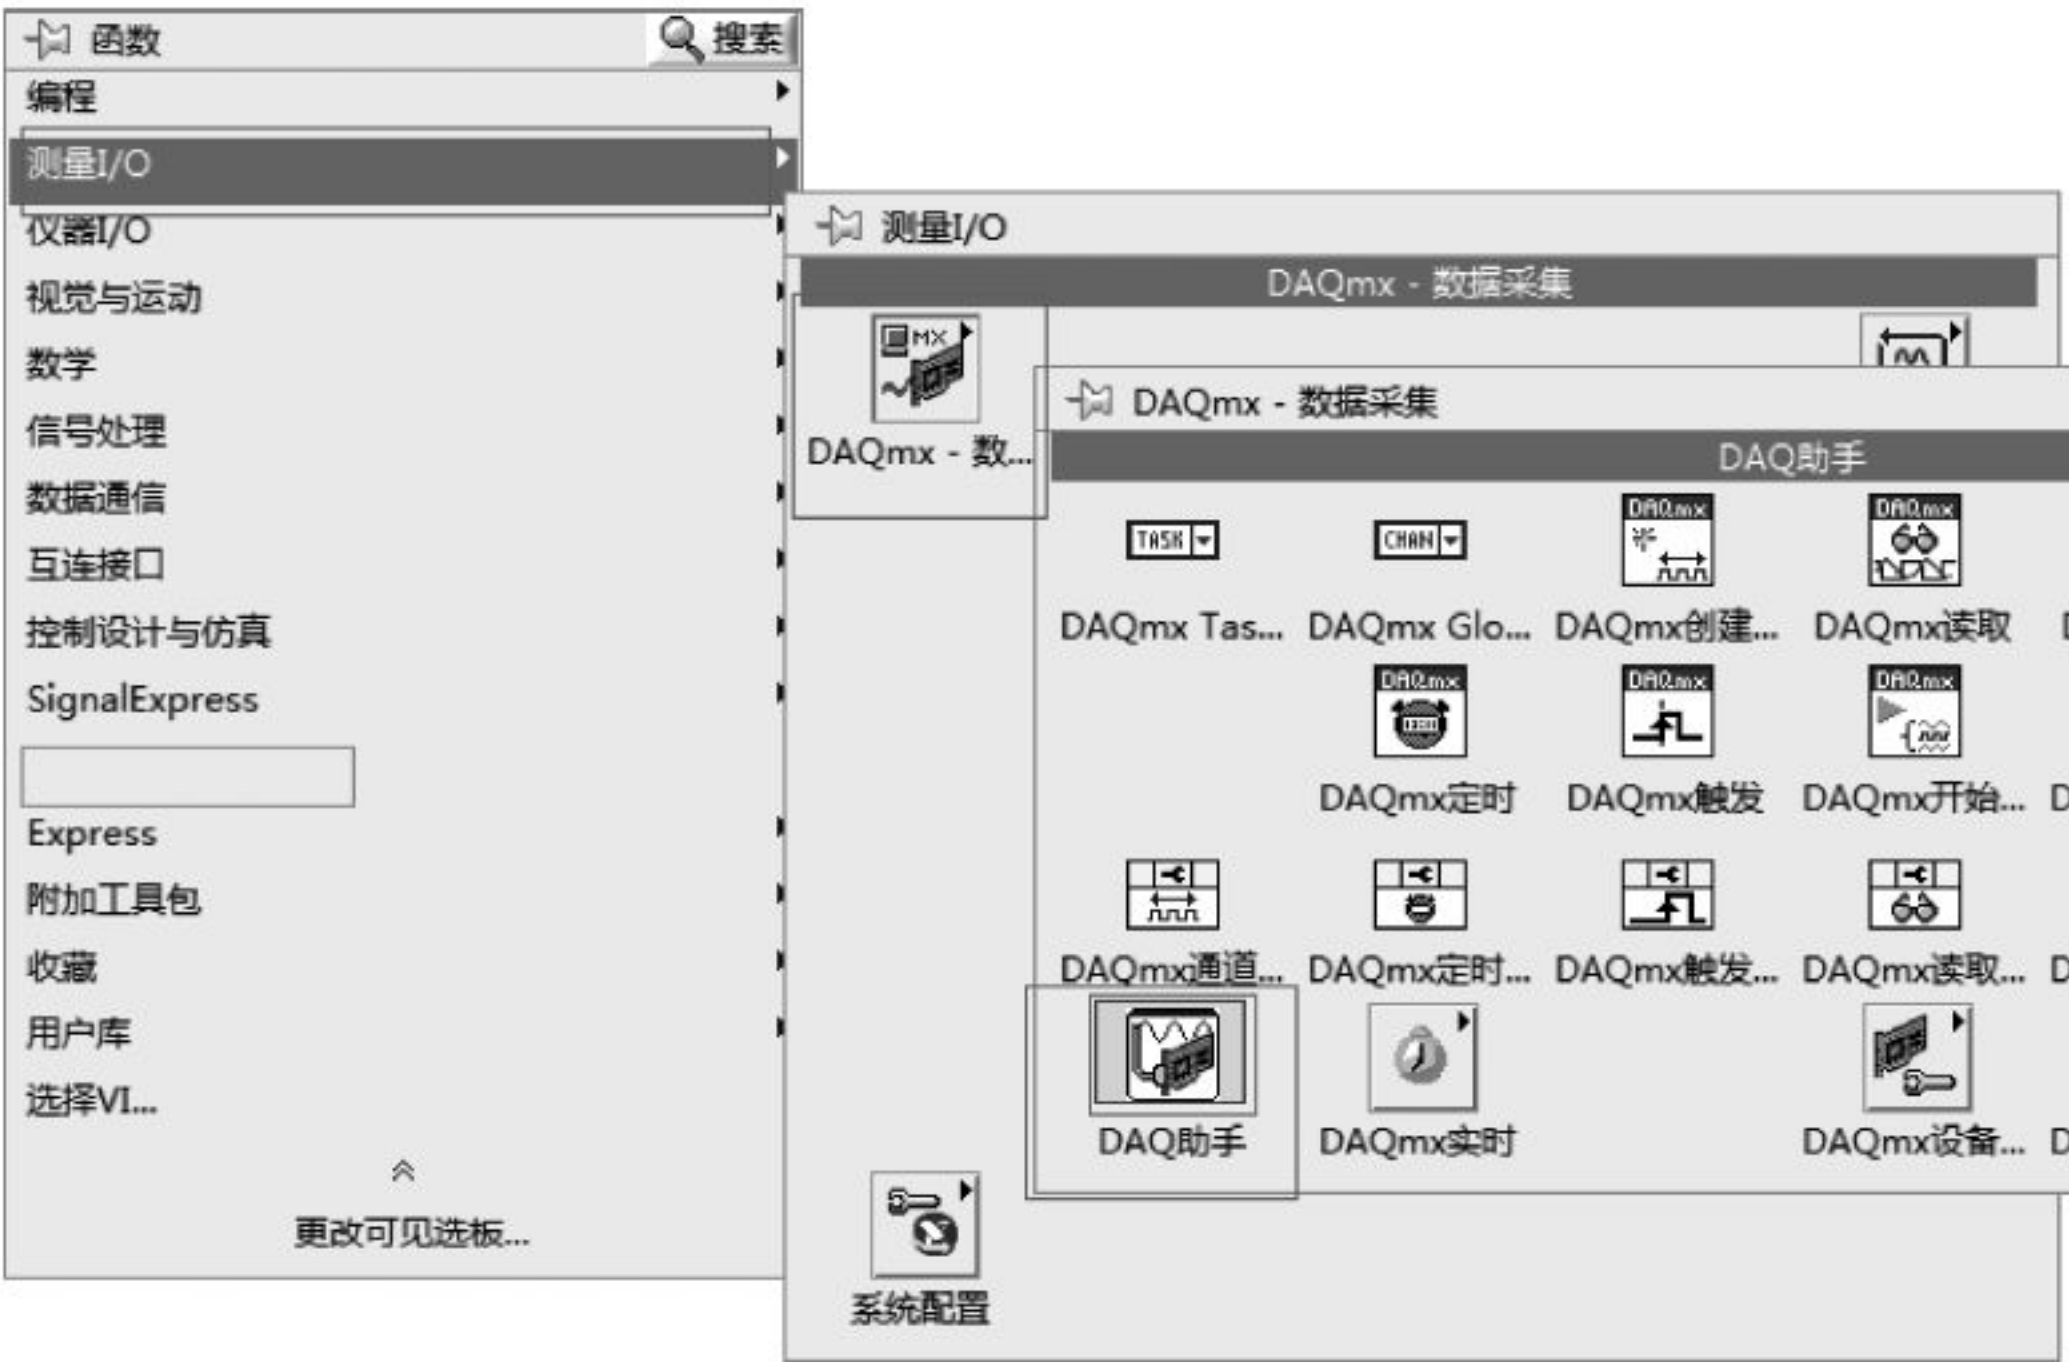 函数 搜索
编程
测量I/O
仪器I/O
视觉与运动
数学
信号处理
数据通信
互连接口
控制设计与仿真
SignalExpress
Express
附加工具包
收藏
用户库
选择VI...
更改可见选板...
测量I/O
DAQmx - 数据采集
MX
DAQmx - 数...
系统配置
DAQmx - 数据采集
DAQ助手
TASK CHAN DAQmx DAQmx
DAQmx Tas... DAQmx Glo... DAQmx创建... DAQmx读取
DAQmx DAQmx DAQmx
DAQmx定时 DAQmx触发 DAQmx开始...
DAQmx通道... DAQmx定时... DAQmx触发... DAQmx读取...
DAQ助手 DAQmx实时 DAQmx设备...